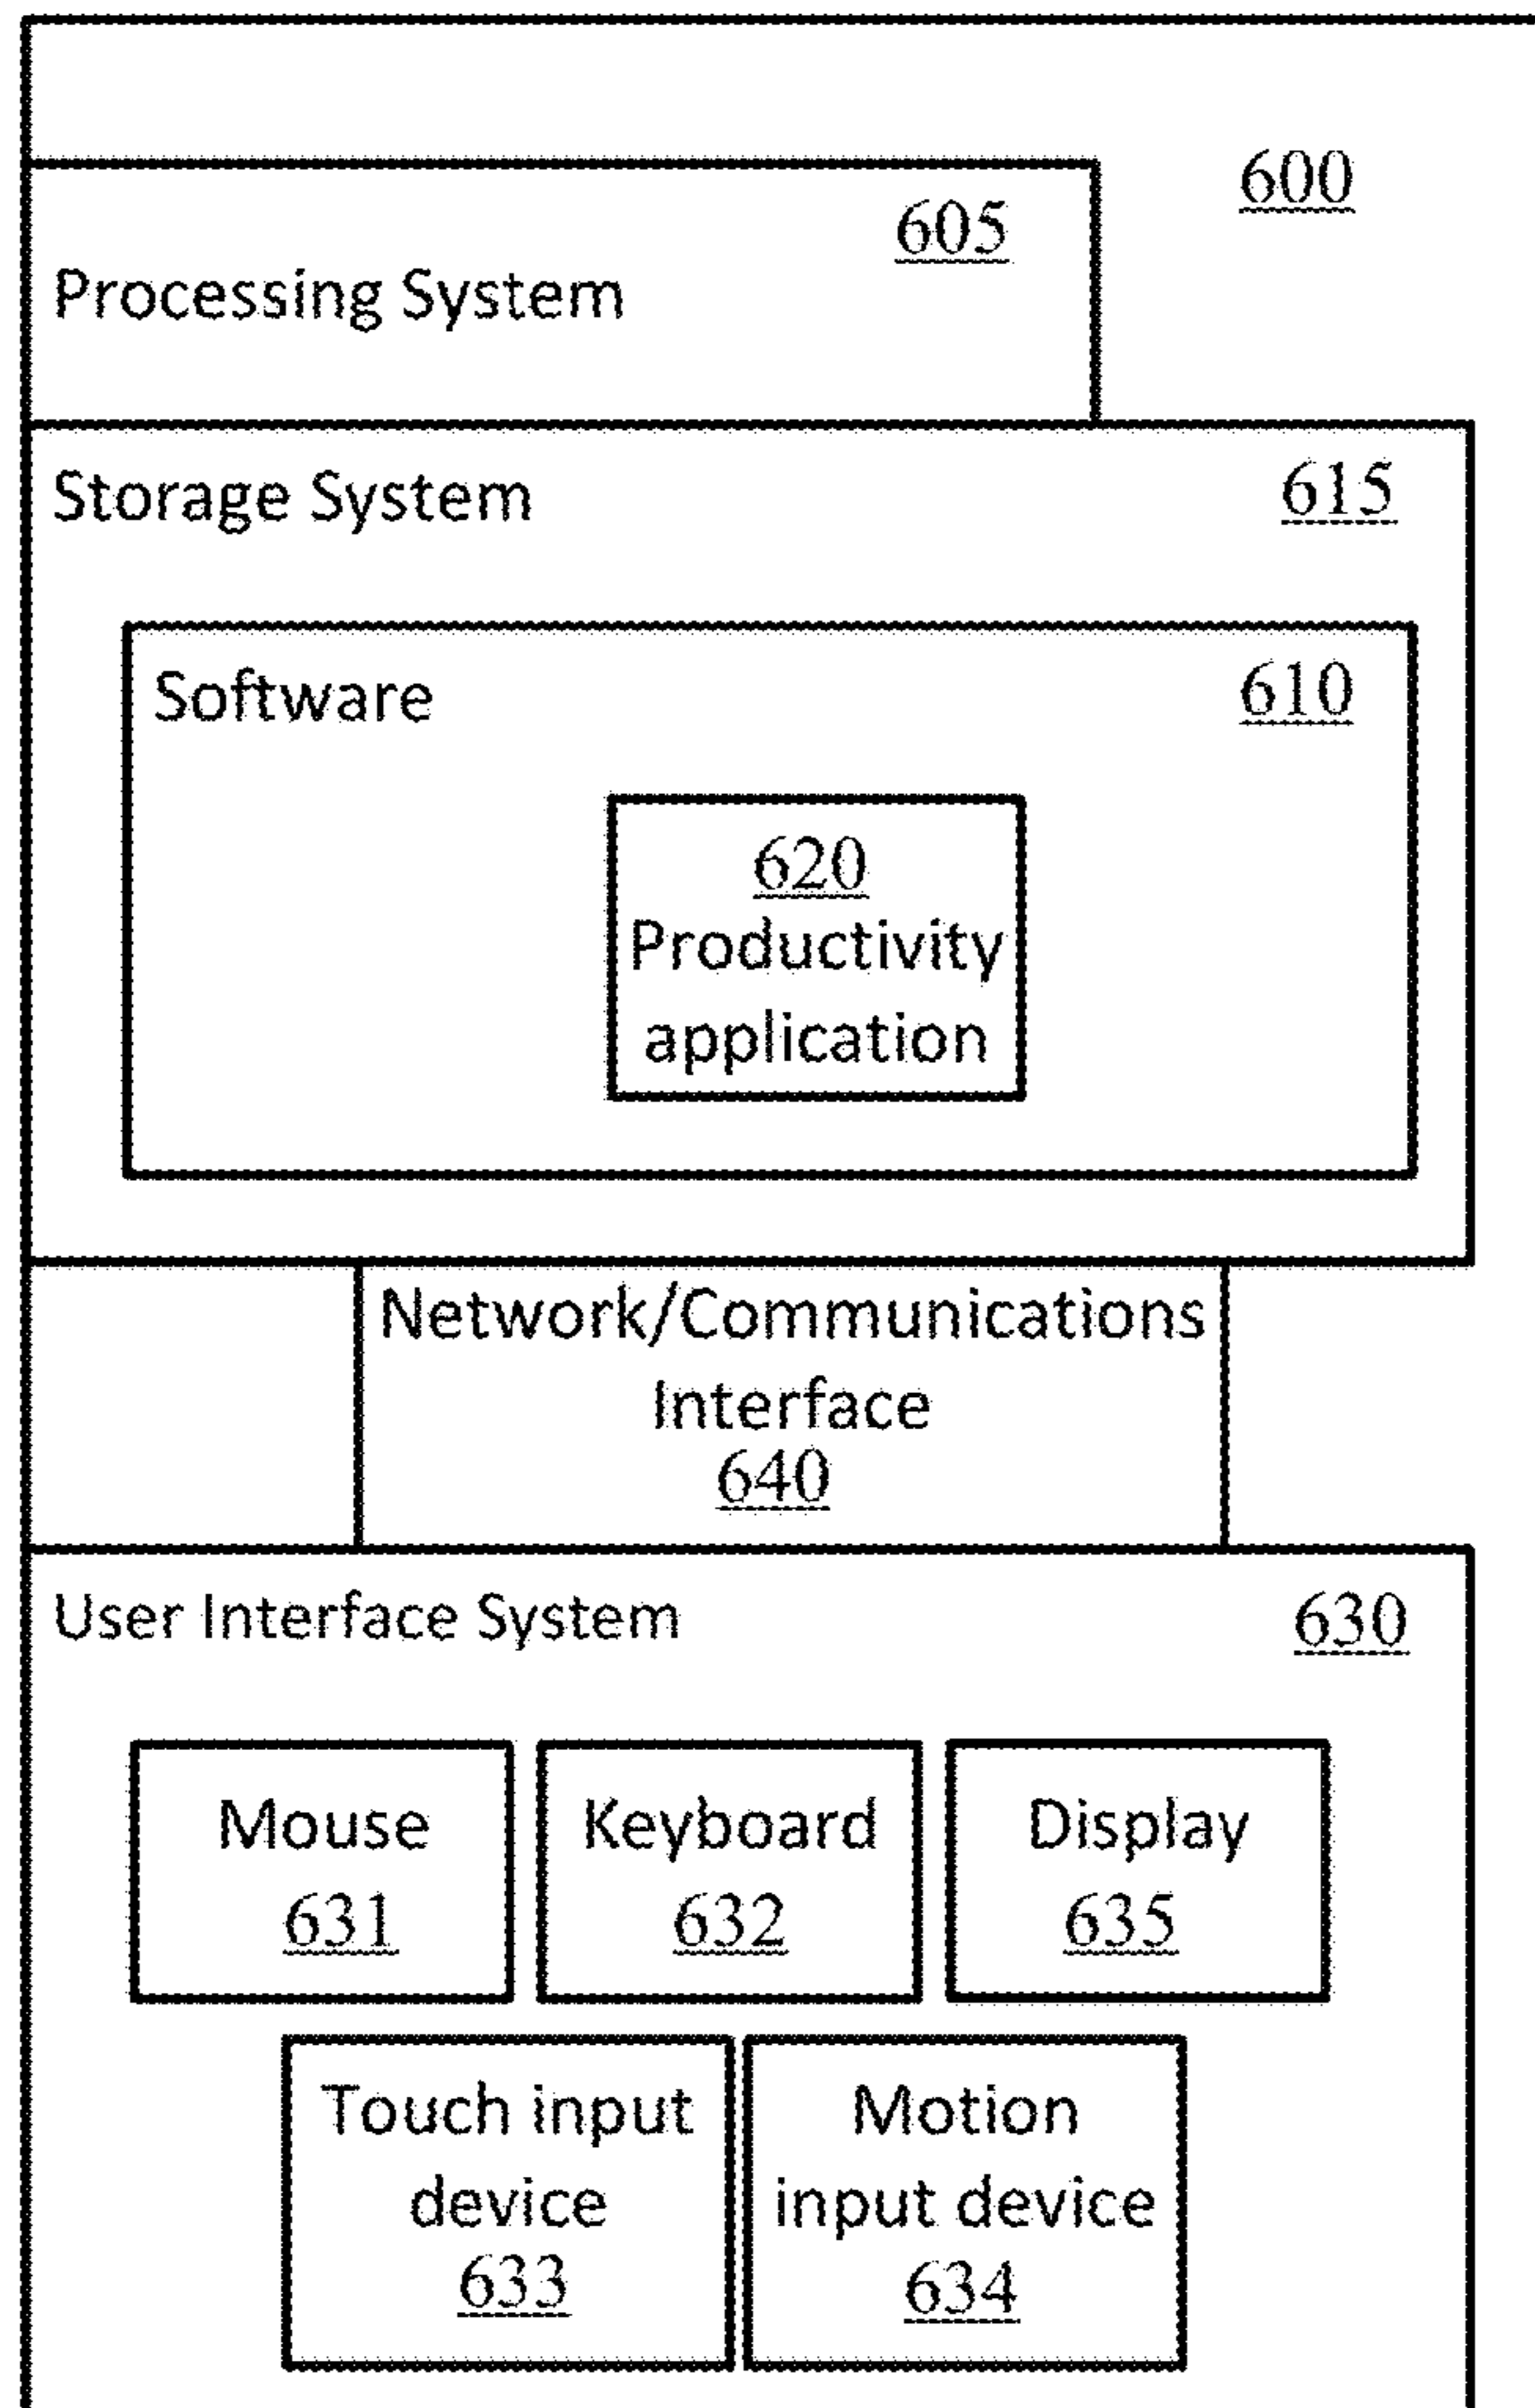 600
605
Processing System
Storage System 615
Software 610
620
Productivity
application
Network/Communications
Interface
640
User Interface System 630
Mouse Keyboard Display
631 632 635
Touch input Motion
device input device
633 634